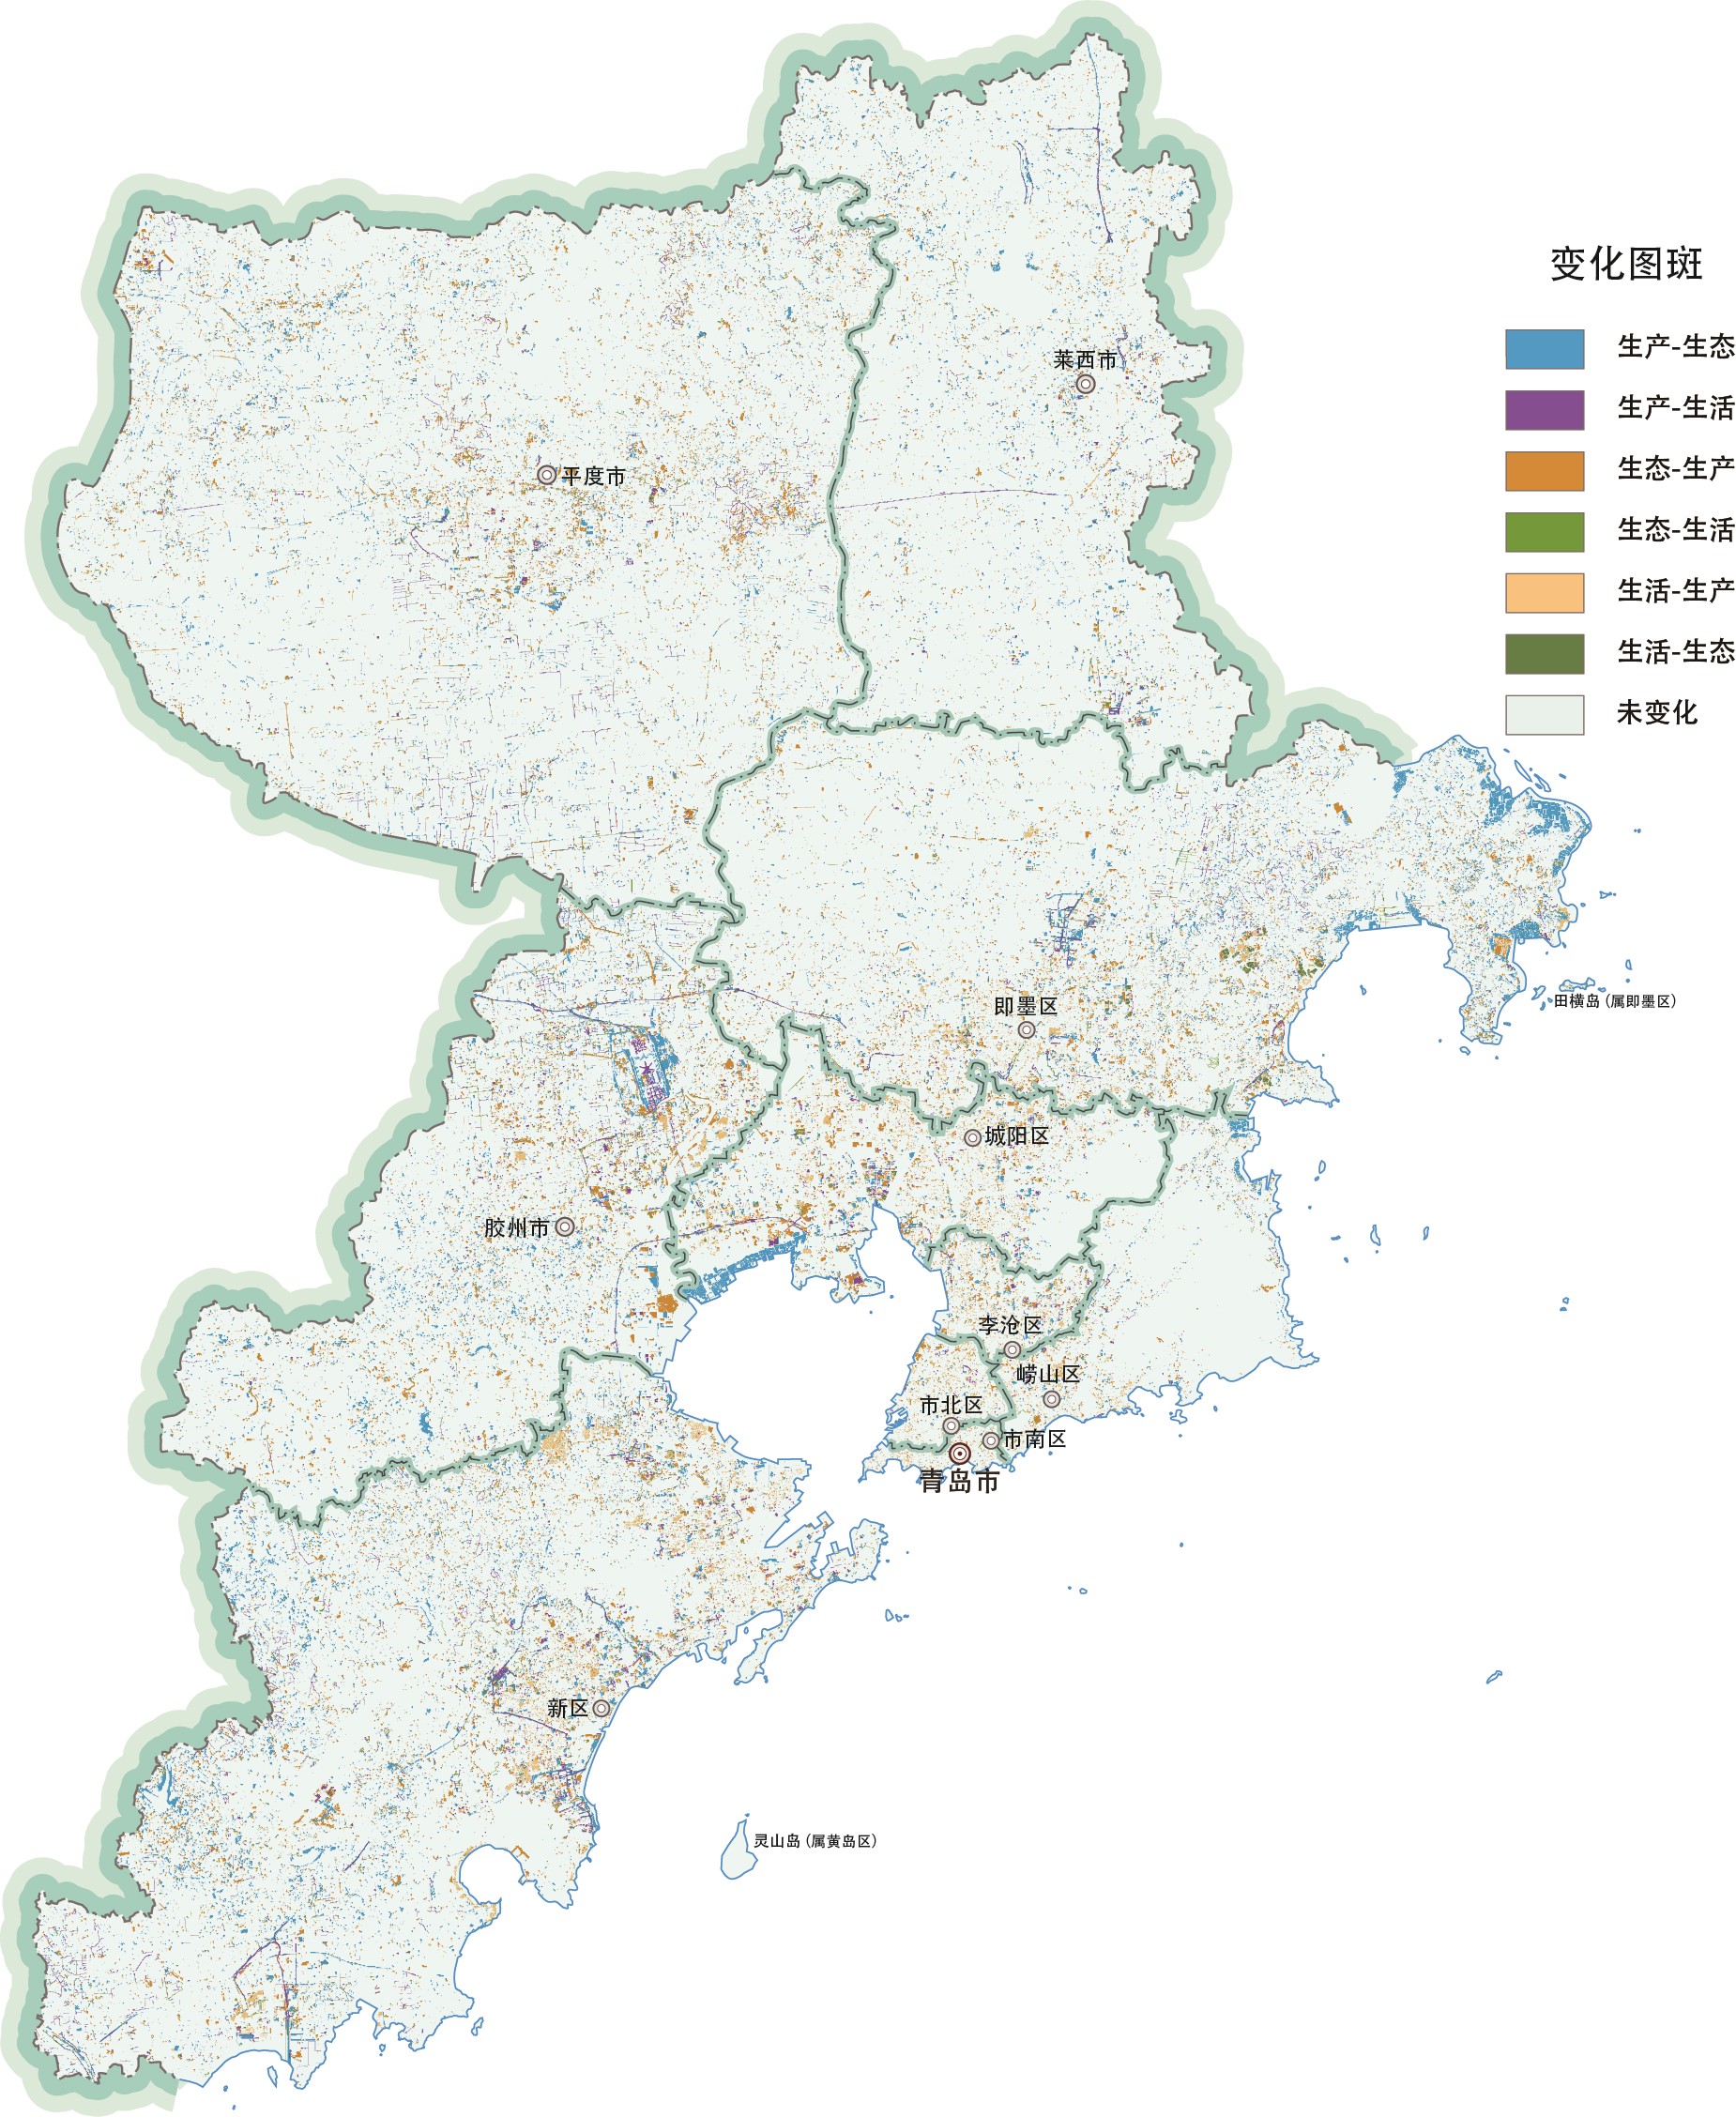 变化图斑
生产-生态
生产-生活
生态-生产
生态-生活
生活-生产
生活-生态
未变化
莱西市
平度市
即墨区
田横岛（属即墨区）
城阳区
胶州市
李沧区
崂山区
市北区
市南区
青岛市
新区
灵山岛（属黄岛区）